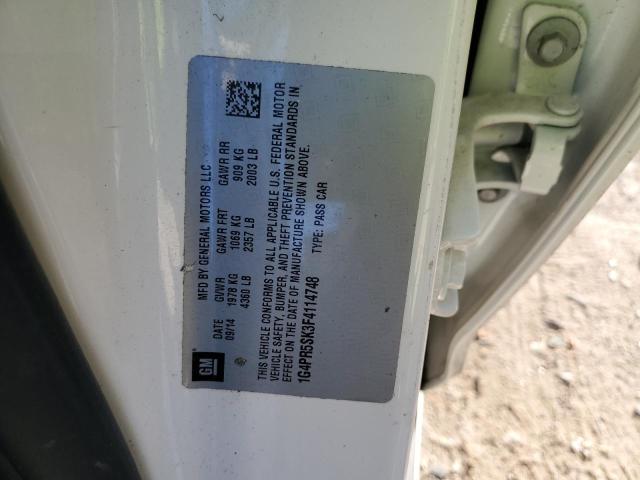 GM
MFD BY GENERAL MOTORS LLC
DATE GVWR GAWR FRT GAWR RR
09/14 1978 KG 1069 KG 909 KG
4360 LB 2357 LB 2003 LB
THIS VEHICLE CONFORMS TO ALL APPLICABLE U.S. FEDERAL MOTOR
VEHICLE SAFETY, BUMPER, AND THEFT PREVENTION STANDARDS IN
EFFECT ON THE DATE OF MANUFACTURE SHOWN ABOVE.
1G4PR5SK3F4114748 TYPE: PASS CAR